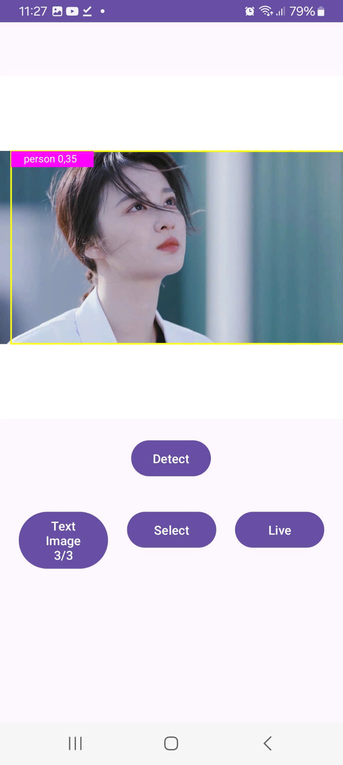 11:27
79%
person 0,35
Detect
Text
Image
3/3
Select
Live